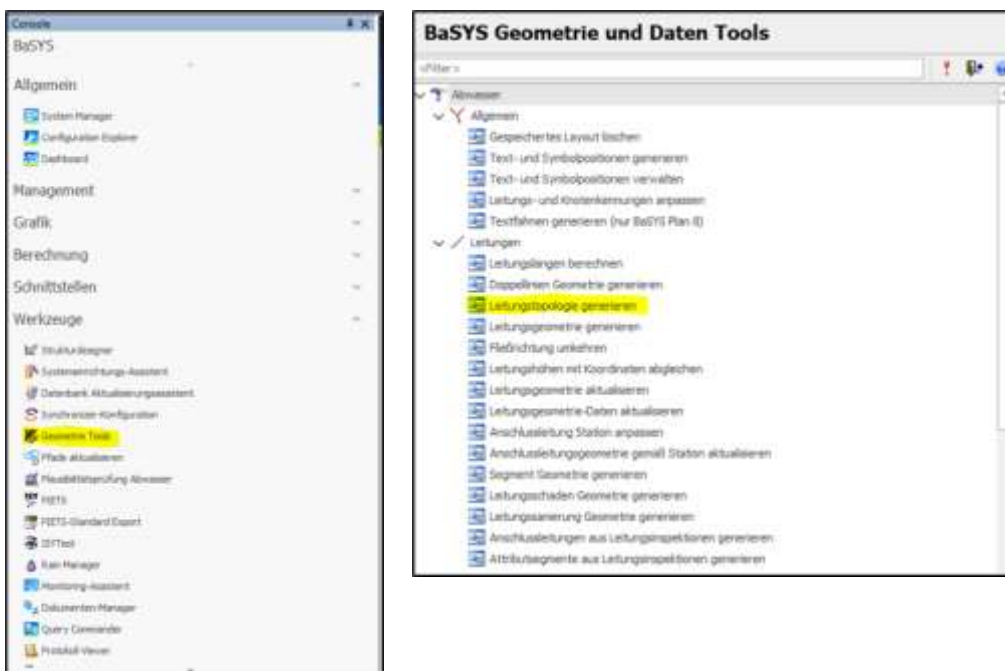 Console
BaSYS
Allgemein
System Manager
Configuration Explorer
Dashboard
Management
Grafik
Berechnung
Schnittstellen
Werkzeuge
Strukturdesigner
Systemeinrichtungs-Assistent
Datenbank Aktualisierungsassistent
Synchronizer-Konfiguration
Geometrie Tools
Pfade aktualisieren
Plausibilitätsprüfung Abwasser
PIETS
PIETS-Standard Export
ISYTest
Rain Manager
Monitoring-Assistent
Dokumenten-Manager
Query Commander
Protokoll-Viewer
BaSYS Geometrie und Daten Tools
<Filter>
Abwasser
Allgemein
Gespeichertes Layout löschen
Text- und Symbolpositionen generieren
Text- und Symbolpositionen verwalten
Leitungs- und Knotenkennungen anpassen
Textfahnen generieren (nur BaSYS Plan 8)
Leitungen
Leitungslängen berechnen
Doppellinien Geometrie generieren
Leitungstopologie generieren
Leitungsgeometrie generieren
Fließrichtung umkehren
Leitungshöhen mit Koordinaten abgleichen
Leitungsgeometrie aktualisieren
Leitungsgeometrie-Daten aktualisieren
Anschlussleitung Station anpassen
Anschlussleitungsgeometrie gemäß Station aktualisieren
Segment Geometrie generieren
Leitungsschaden Geometrie generieren
Leitungssanierung Geometrie generieren
Anschlussleitungen aus Leitungsinspektionen generieren
Attributsegmente aus Leitungsinspektionen generieren